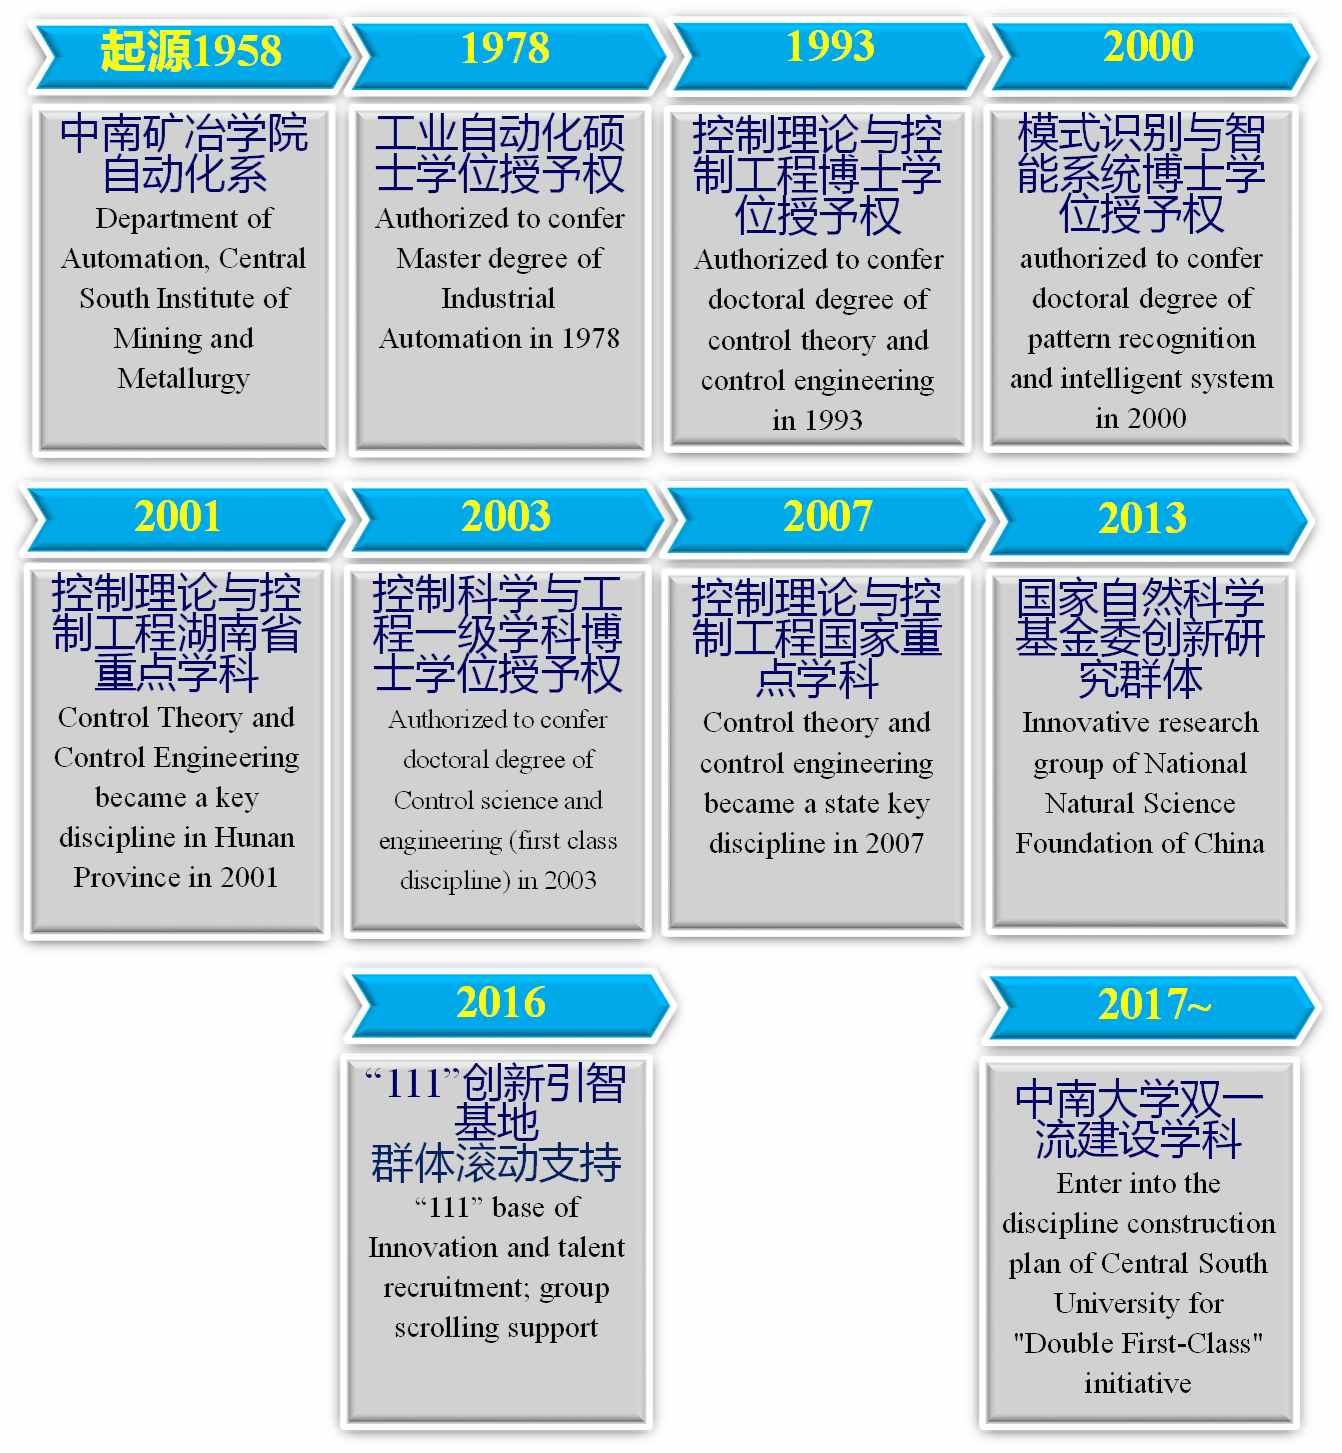 起源1958
中南矿冶学院
自动化系
Department of
Automation, Central
South Institute of
Mining and
Metallurgy
1978
工业自动化硕
士学位授予权
Authorized to confer
Master degree of
Industrial
Automation in 1978
1993
控制理论与控
制工程博士学
位授予权
Authorized to confer
doctoral degree of
control theory and
control engineering
in 1993
2000
模式识别与智
能系统博士学
位授予权
authorized to confer
doctoral degree of
pattern recognition
and intelligent system
in 2000
2001
控制理论与控
制工程湖南省
重点学科
Control Theory and
Control Engineering
became a key
discipline in Hunan
Province in 2001
2003
控制科学与工
程一级学科博
士学位授予权
Authorized to confer
doctoral degree of
Control science and
engineering (first class
discipline) in 2003
2007
控制理论与控
制工程国家重
点学科
Control theory and
control engineering
became a state key
discipline in 2007
2013
国家自然科学
基金委创新研
究群体
Innovative research
group of National
Natural Science
Foundation of China
2016
“111”创新引智
基地
群体滚动支持
“111” base of
Innovation and talent
recruitment; group
scrolling support
2017~
中南大学双一
流建设学科
Enter into the
discipline construction
plan of Central South
University for
"Double First-Class"
initiative